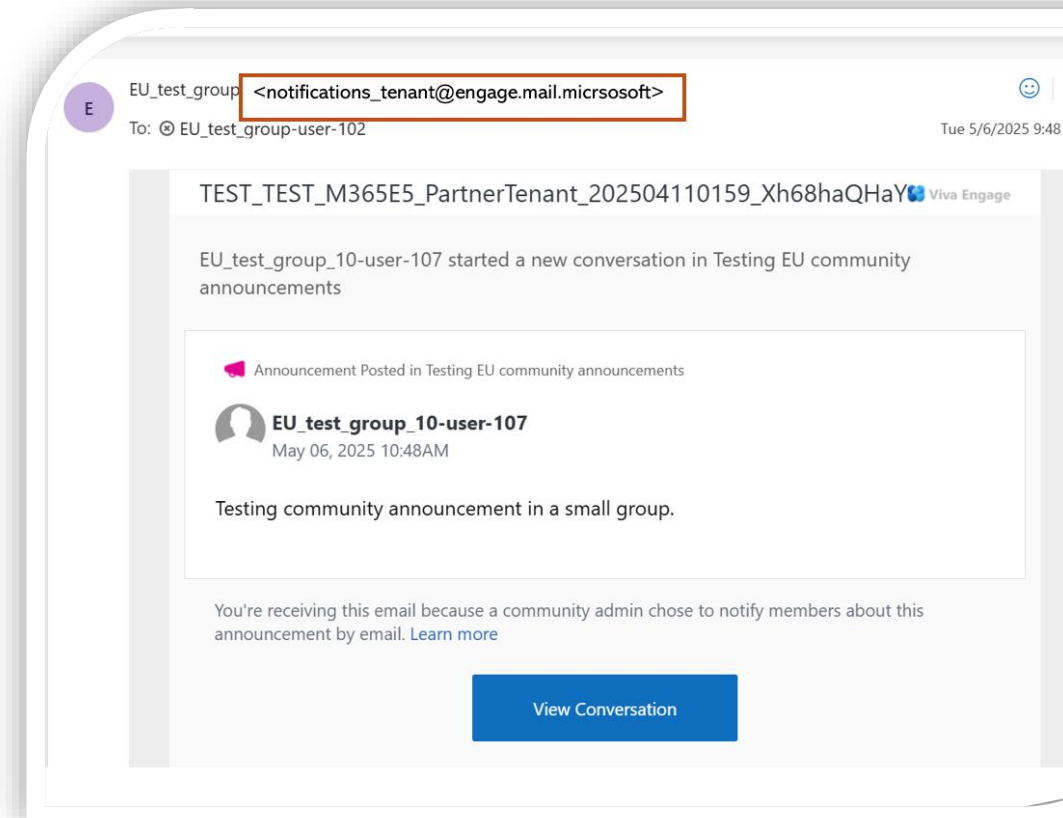 E
EU_test_group <notifications_tenant@engage.mail.micrsosoft>
To: EU_test_group-user-102
Tue 5/6/2025 9:48
TEST_TEST_M365E5_PartnerTenant_202504110159_Xh68haQHaY Viva Engage
EU_test_group_10-user-107 started a new conversation in Testing EU community
announcements
Announcement Posted in Testing EU community announcements
EU_test_group_10-user-107
May 06, 2025 10:48AM
Testing community announcement in a small group.
You're receiving this email because a community admin chose to notify members about this
announcement by email. Learn more
View Conversation